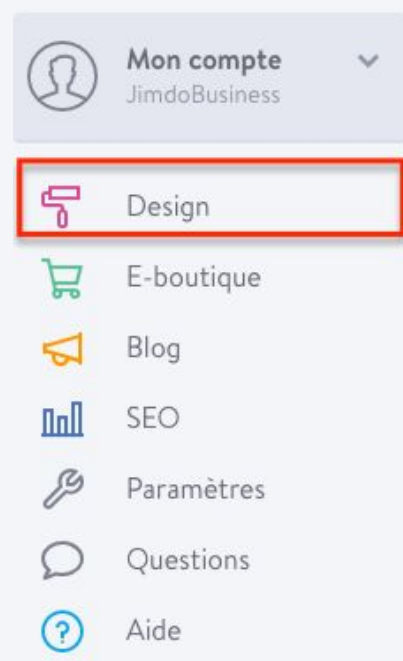 Mon compte
JimdoBusiness
Design
E-boutique
Blog
SEO
Paramètres
Questions
Aide